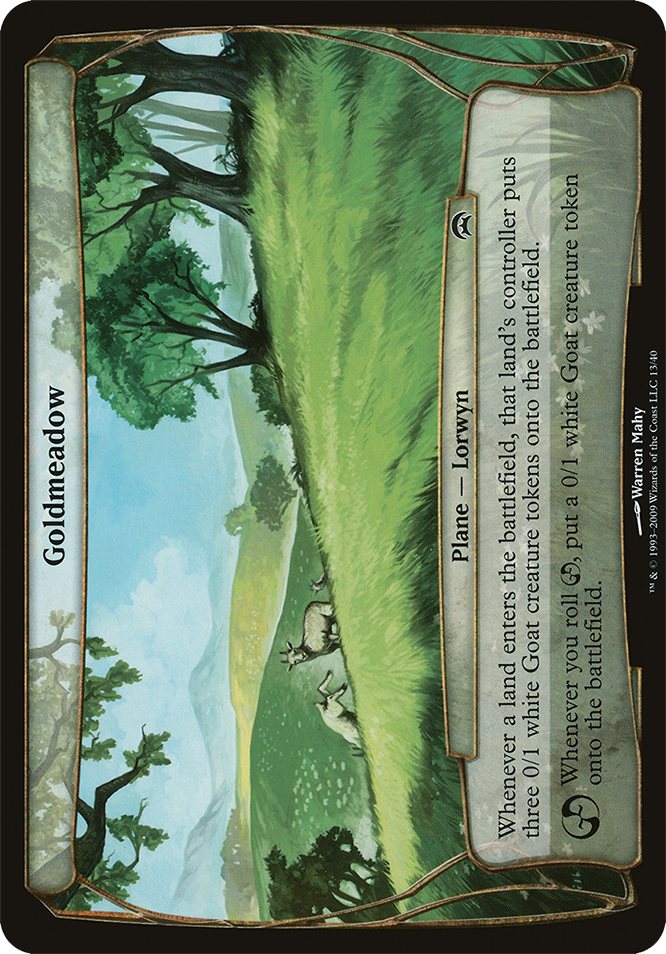 Goldmeadow
Plane — Lorwyn
Whenever a land enters the battlefield, that land's controller puts
three 0/1 white Goat creature tokens onto the battlefield.
Whenever you roll , put a 0/1 white Goat creature token
onto the battlefield.
Warren Mahy
™ & © 1993–2009 Wizards of the Coast LLC 13/40